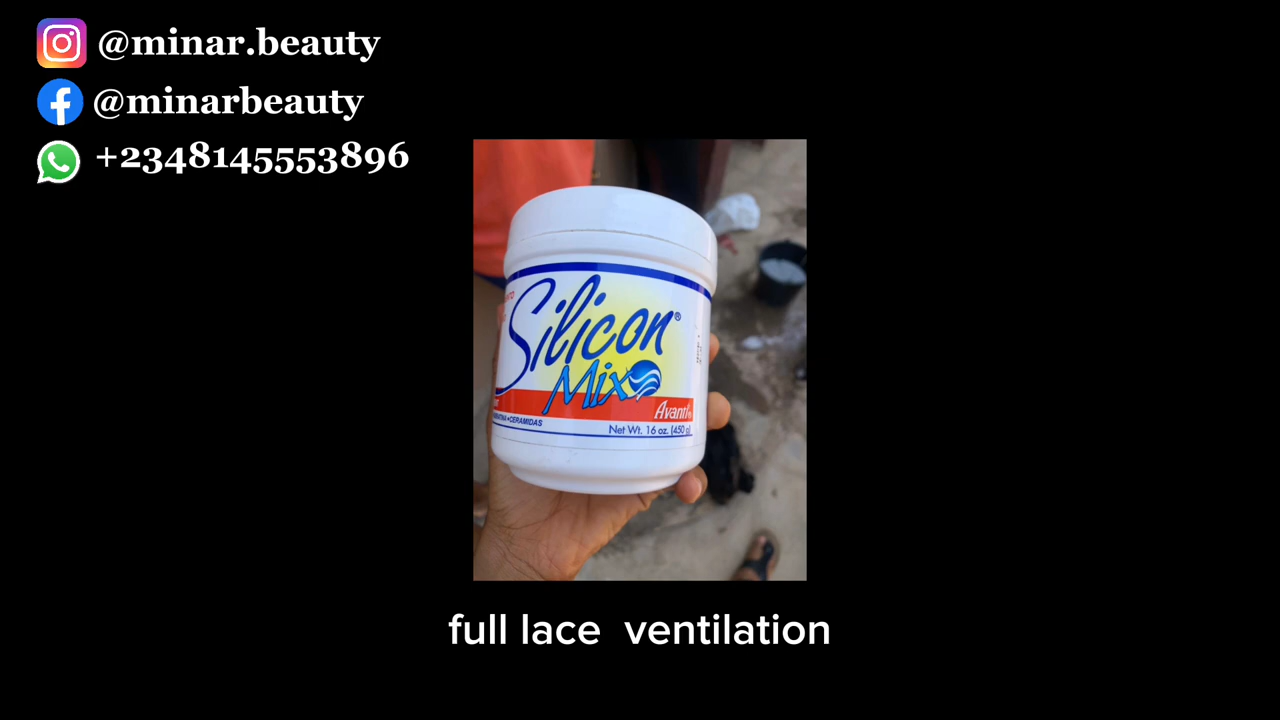 @minar.beauty
@minarbeauty
+2348145553896
Silicon®
Mix
Avanti
CERAMIDAS
Net Wt. 16 oz. (450 g)
full lace ventilation